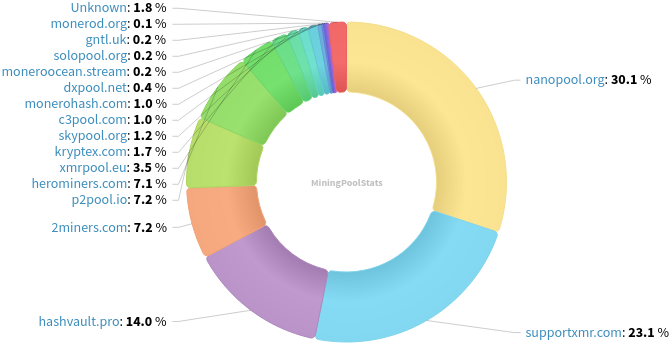 Unknown: 1.8 %
monerod.org: 0.1 %
gntl.uk: 0.2 %
solopool.org: 0.2 %
moneroocean.stream: 0.2 %
dxpool.net: 0.4 %
monerohash.com: 1.0 %
c3pool.com: 1.0 %
skypool.org: 1.2 %
kryptex.com: 1.7 %
xmrpool.eu: 3.5 %
herominers.com: 7.1 %
p2pool.io: 7.2 %
2miners.com: 7.2 %
hashvault.pro: 14.0 %
MiningPoolStats
nanopool.org: 30.1 %
supportxmr.com: 23.1 %